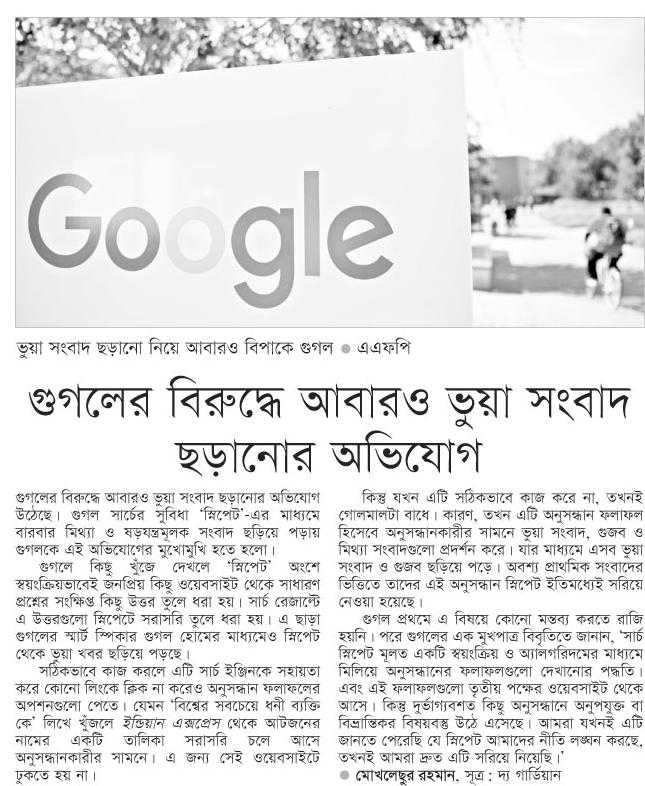 Google
ভুয়া সংবাদ ছড়ানো নিয়ে আবারও বিপাকে গুগল ● এএফপি
গুগলের বিরুদ্ধে আবারও ভুয়া সংবাদ
ছড়ানোর অভিযোগ
গুগলের বিরুদ্ধে আবারও ভুয়া সংবাদ ছড়ানোর অভিযোগ
উঠেছে। গুগল সার্চের সুবিধা ‘স্নিপেট’-এর মাধ্যমে
বারবার মিথ্যা ও ষড়যন্ত্রমূলক সংবাদ ছড়িয়ে পড়ায়
গুগলকে এই অভিযোগের মুখোমুখি হতে হলো।
গুগলে কিছু খুঁজে দেখলে ‘স্নিপেট’ অংশে
স্বয়ংক্রিয়ভাবেই জনপ্রিয় কিছু ওয়েবসাইট থেকে সাধারণ
প্রশ্নের সংক্ষিপ্ত কিছু উত্তর তুলে ধরা হয়। সার্চ রেজাল্টে
এ উত্তরগুলো স্নিপেটে সরাসরি তুলে ধরা হয়। এ ছাড়া
গুগলের স্মার্ট স্পিকার গুগল হোমের মাধ্যমেও স্নিপেট
থেকে ভুয়া খবর ছড়িয়ে পড়ছে।
সঠিকভাবে কাজ করলে এটি সার্চ ইঞ্জিনকে সহায়তা
করে কোনো লিংকে ক্লিক না করেও অনুসন্ধান ফলাফলের
অপশনগুলো পেতে। যেমন ‘বিশ্বের সবচেয়ে ধনী ব্যক্তি
কে’ লিখে খুঁজলে ইন্ডিয়ান এক্সপ্রেস থেকে আটজনের
নামের একটি তালিকা সরাসরি চলে আসে
অনুসন্ধানকারীর সামনে। এ জন্য সেই ওয়েবসাইটে
ঢুকতে হয় না।
কিন্তু যখন এটি সঠিকভাবে কাজ করে না, তখনই
গোলমালটা বাধে। কারণ, তখন এটি অনুসন্ধান ফলাফল
হিসেবে অনুসন্ধানকারীর সামনে ভুয়া সংবাদ, গুজব ও
মিথ্যা সংবাদগুলো প্রদর্শন করে। যার মাধ্যমে এসব ভুয়া
সংবাদ ও গুজব ছড়িয়ে পড়ে। অবশ্য প্রাথমিক সংবাদের
ভিত্তিতে তাদের এই অনুসন্ধান স্নিপেট ইতিমধ্যেই সরিয়ে
নেওয়া হয়েছে।
গুগল প্রথমে এ বিষয়ে কোনো মন্তব্য করতে রাজি
হয়নি। পরে গুগলের এক মুখপাত্র বিবৃতিতে জানান, ‘সার্চ
স্নিপেট মূলত একটি স্বয়ংক্রিয় ও অ্যালগরিদমের মাধ্যমে
মিলিয়ে অনুসন্ধানের ফলাফলগুলো দেখানোর পদ্ধতি।
এবং এই ফলাফলগুলো তৃতীয় পক্ষের ওয়েবসাইট থেকে
আসে। কিন্তু দুর্ভাগ্যবশত কিছু অনুসন্ধানে অনুপযুক্ত বা
বিভ্রান্তিকর বিষয়বস্তু উঠে এসেছে। আমরা যখনই এটি
জানতে পেরেছি যে স্নিপেট আমাদের নীতি লঙ্ঘন করছে,
তখনই আমরা দ্রুত এটি সরিয়ে নিয়েছি।’
● মোখলেছুর রহমান, সূত্র : দ্য গার্ডিয়ান